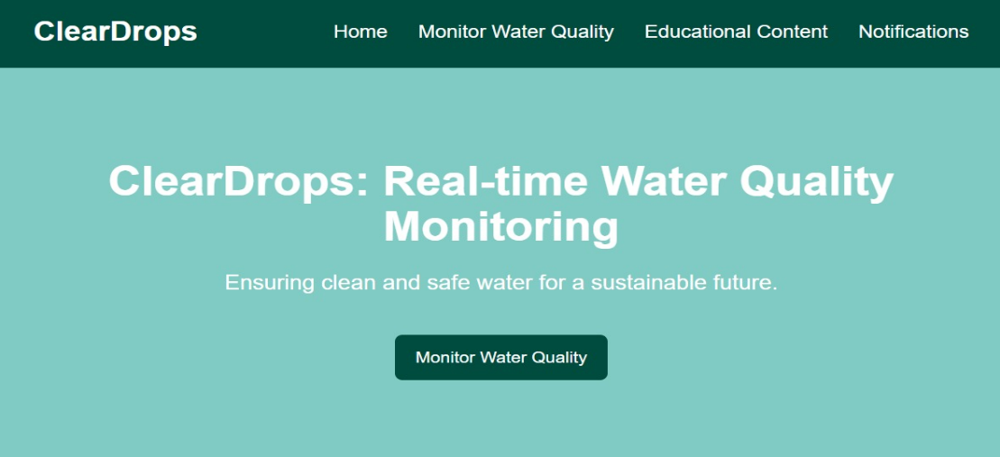 ClearDrops
Home Monitor Water Quality Educational Content Notifications
ClearDrops: Real-time Water Quality
Monitoring
Ensuring clean and safe water for a sustainable future.
Monitor Water Quality